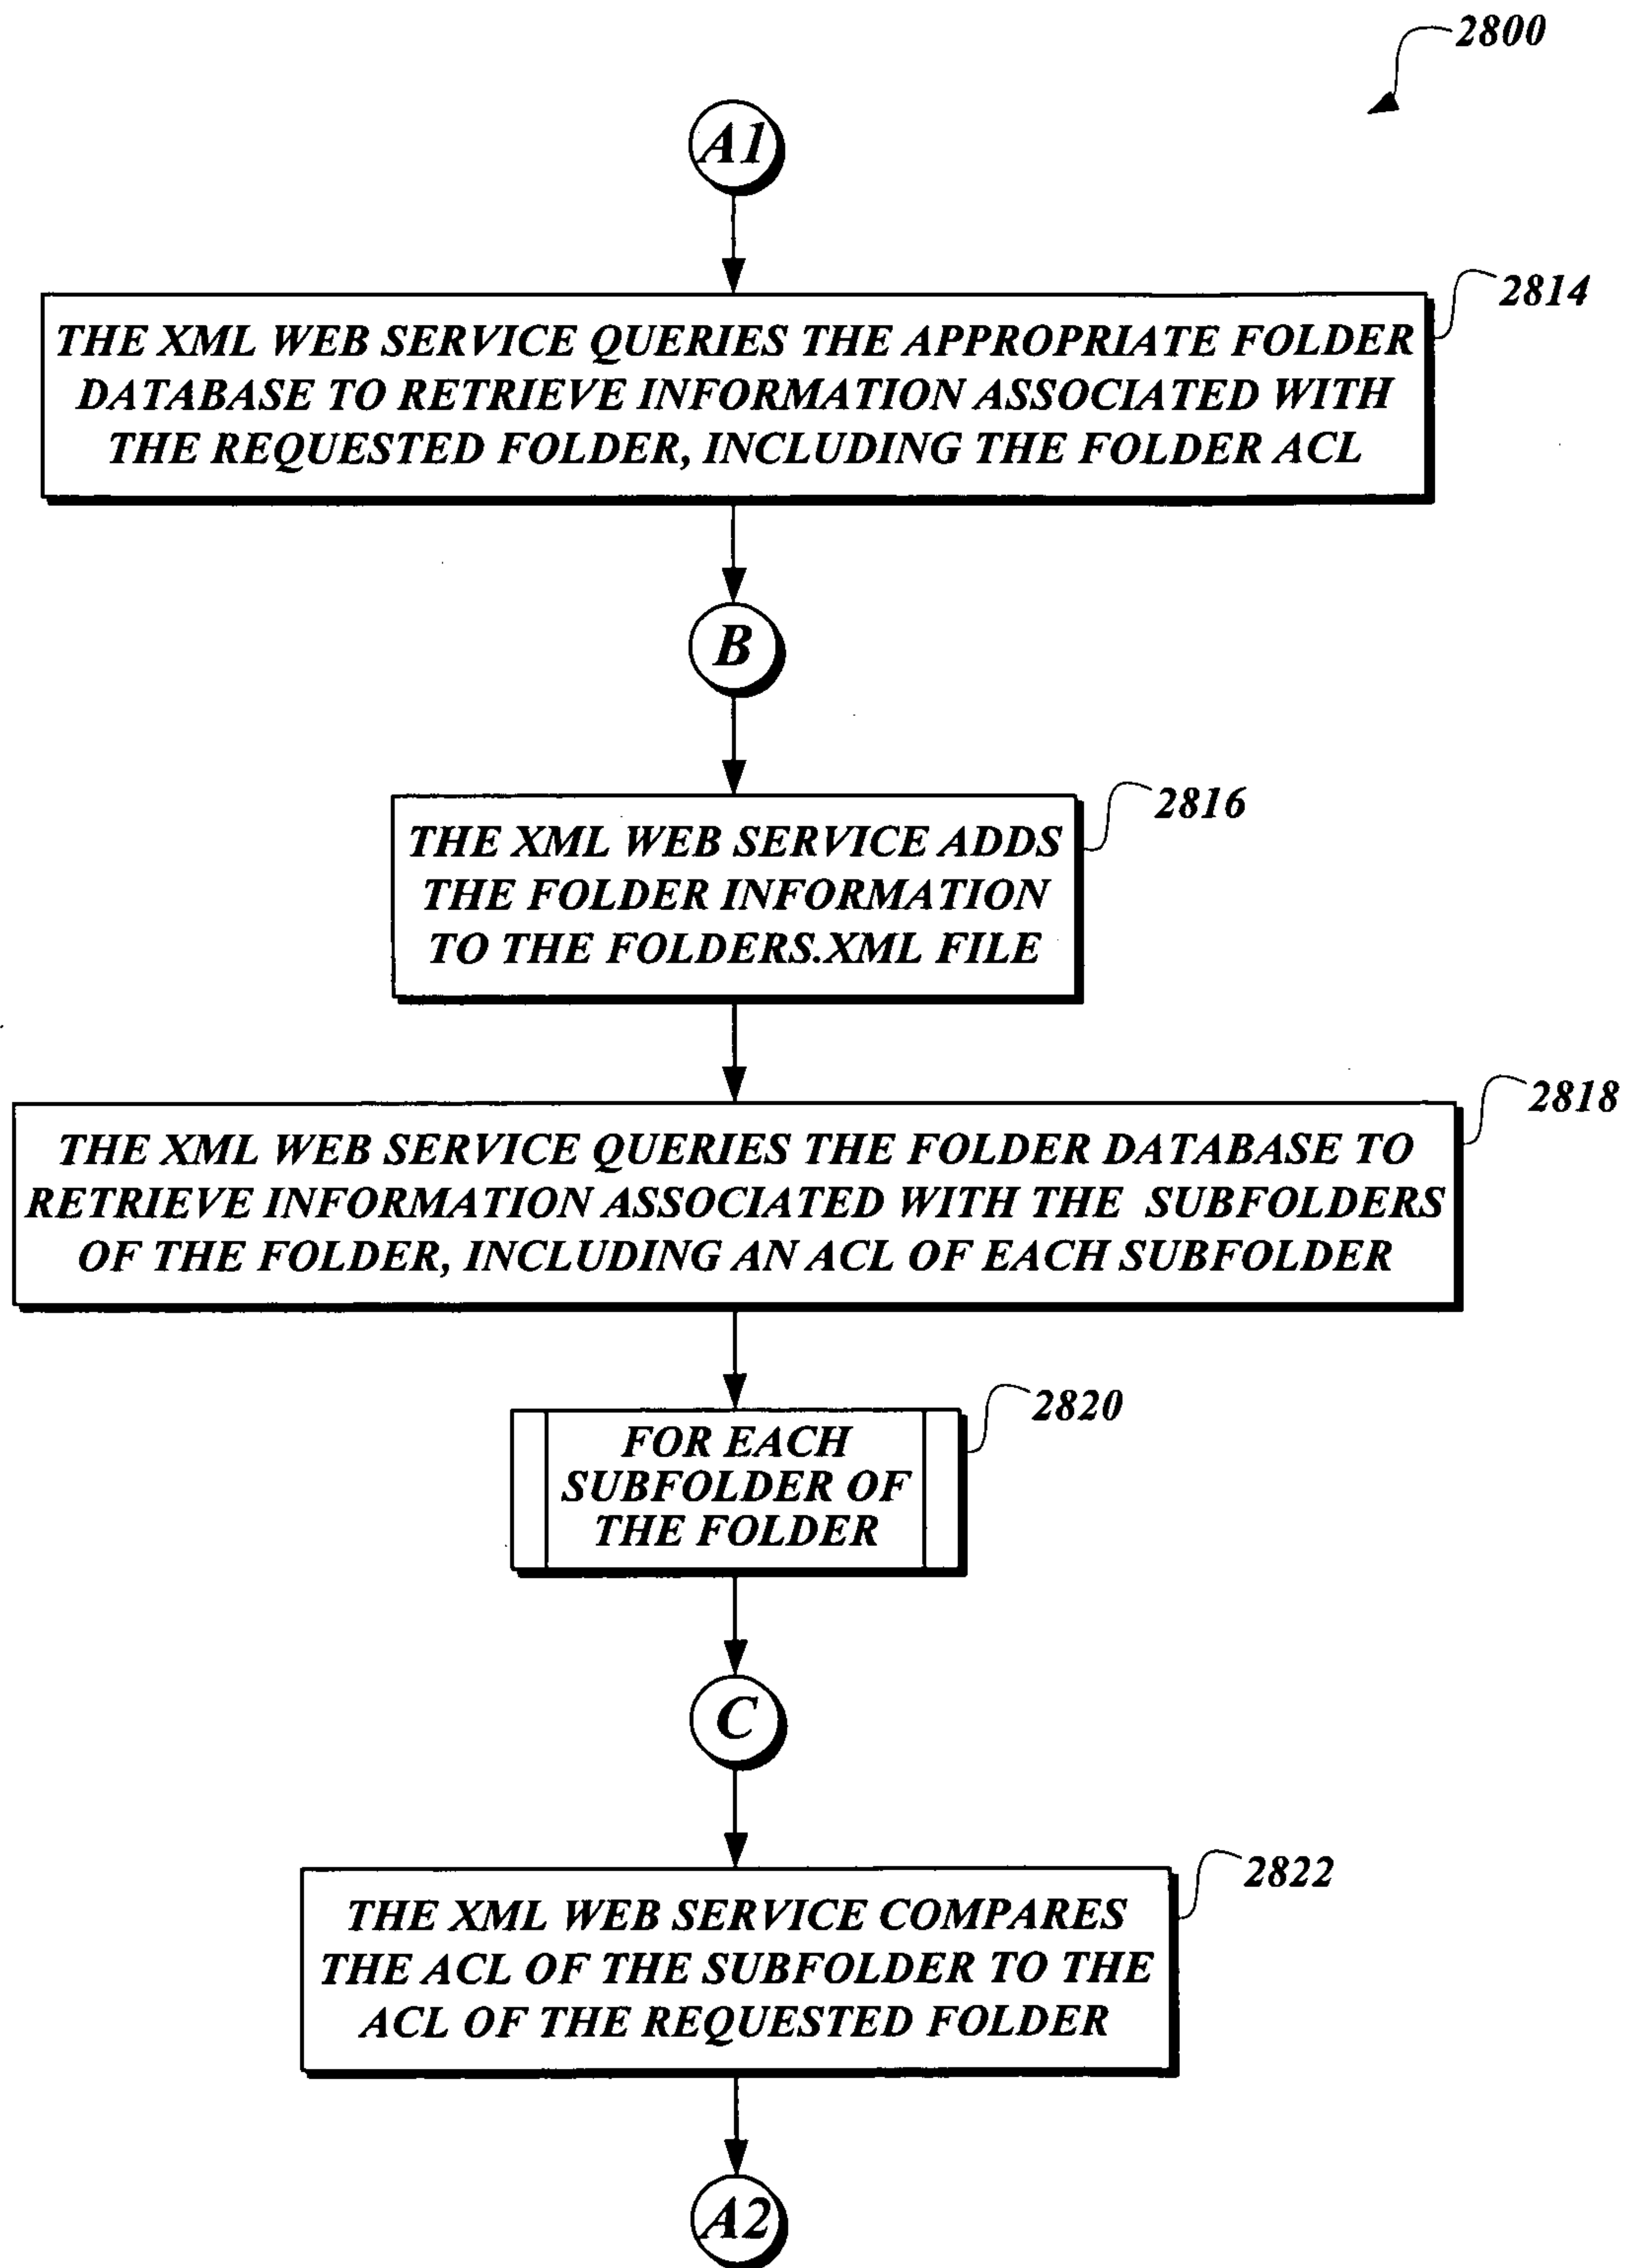 2800
A1
2814
THE XML WEB SERVICE QUERIES THE APPROPRIATE FOLDER
DATABASE TO RETRIEVE INFORMATION ASSOCIATED WITH
THE REQUESTED FOLDER, INCLUDING THE FOLDER ACL
B
2816
THE XML WEB SERVICE ADDS
THE FOLDER INFORMATION
TO THE FOLDERS.XML FILE
2818
THE XML WEB SERVICE QUERIES THE FOLDER DATABASE TO
RETRIEVE INFORMATION ASSOCIATED WITH THE SUBFOLDERS
OF THE FOLDER, INCLUDING AN ACL OF EACH SUBFOLDER
2820
FOR EACH
SUBFOLDER OF
THE FOLDER
C
2822
THE XML WEB SERVICE COMPARES
THE ACL OF THE SUBFOLDER TO THE
ACL OF THE REQUESTED FOLDER
A2